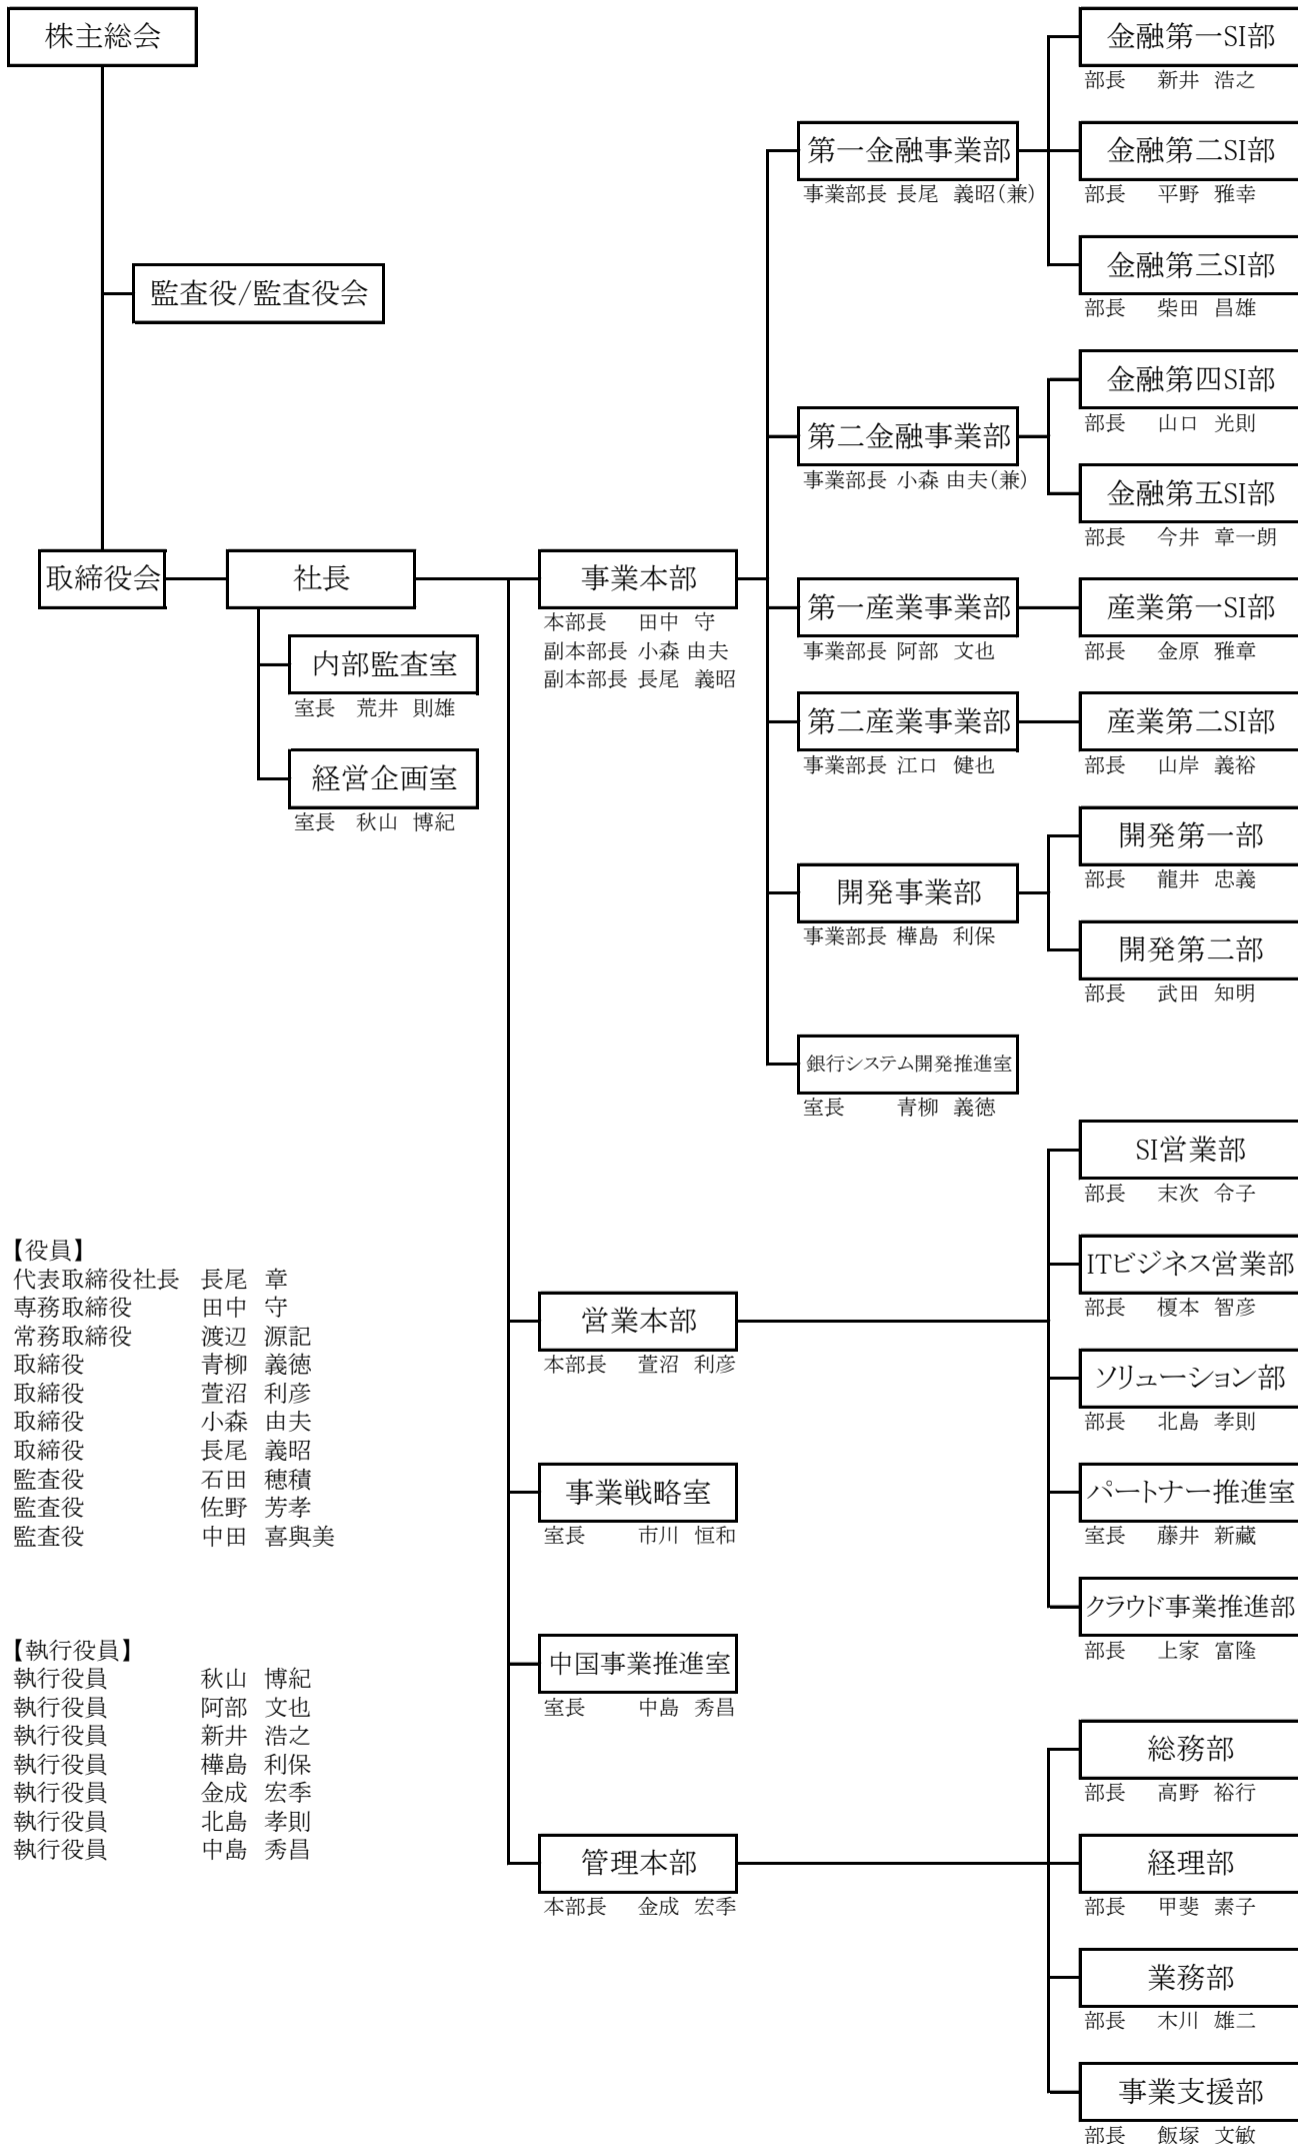 株主総会
監査役/監査役会
取締役会
社長
内部監査室
室長 荒井 則雄
経営企画室
室長 秋山 博紀
事業本部
本部長 田中 守
副本部長 小森 由夫
副本部長 長尾 義昭
第一金融事業部
事業部長 長尾 義昭(兼)
金融第一SI部
部長 新井 浩之
金融第二SI部
部長 平野 雅幸
金融第三SI部
部長 柴田 昌雄
第二金融事業部
事業部長 小森 由夫(兼)
金融第四SI部
部長 山口 光則
金融第五SI部
部長 今井 章一朗
第一産業事業部
事業部長 阿部 文也
産業第一SI部
部長 金原 雅章
第二産業事業部
事業部長 江口 健也
産業第二SI部
部長 山岸 義裕
開発事業部
事業部長 樺島 利保
開発第一部
部長 龍井 忠義
開発第二部
部長 武田 知明
銀行システム開発推進室
室長 青柳 義徳
営業本部
本部長 萱沼 利彦
SI営業部
部長 末次 令子
ITビジネス営業部
部長 榎本 智彦
ソリューション部
部長 北島 孝則
パートナー推進室
室長 藤井 新藏
クラウド事業推進部
部長 上家 富隆
事業戦略室
室長 市川 恒和
中国事業推進室
室長 中島 秀昌
管理本部
本部長 金成 宏季
総務部
部長 高野 裕行
経理部
部長 甲斐 素子
業務部
部長 木川 雄二
事業支援部
部長 飯塚 文敏
【役員】
代表取締役社長 長尾 章
専務取締役 田中 守
常務取締役 渡辺 源記
取締役 青柳 義徳
取締役 萱沼 利彦
取締役 小森 由夫
取締役 長尾 義昭
監査役 石田 穂積
監査役 佐野 芳孝
監査役 中田 喜與美
【執行役員】
執行役員 秋山 博紀
執行役員 阿部 文也
執行役員 新井 浩之
執行役員 樺島 利保
執行役員 金成 宏季
執行役員 北島 孝則
執行役員 中島 秀昌